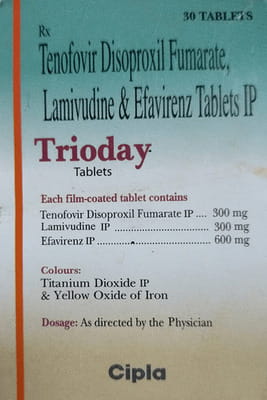 30 TABLETS
Rx
Tenofovir Disoproxil Fumarate,
Lamivudine & Efavirenz Tablets IP
Trioday
Tablets
Each film-coated tablet contains
Tenofovir Disoproxil Fumarate IP .... 300 mg
Lamivudine IP ................................. 300 mg
Efavirenz IP ...................................... 600 mg
Colours:
Titanium Dioxide IP
& Yellow Oxide of Iron
Dosage: As directed by the Physician
Cipla